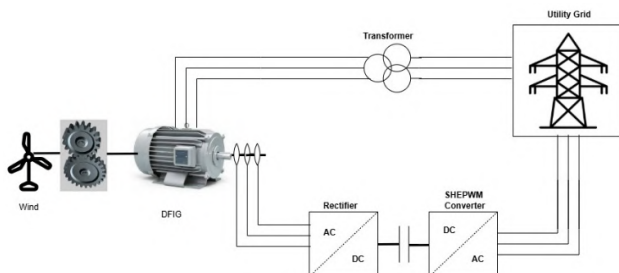 Utility Grid
Transformer
Wind
DFIG
Rectifier
AC
DC
SHEPWM
Converter
DC
AC